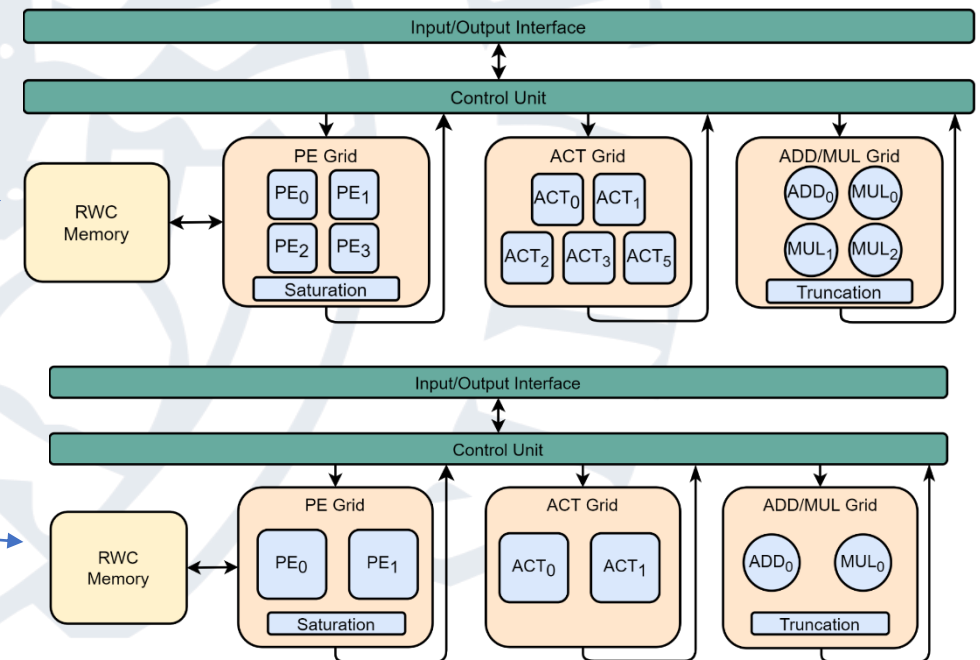 Input/Output Interface
Control Unit
RWC
Memory
PE Grid
PE0 PE1
PE2 PE3
Saturation
ACT Grid
ACT0 ACT1
ACT2 ACT3 ACT5
ADD/MUL Grid
ADD0 MUL0
MUL1 MUL2
Truncation
Input/Output Interface
Control Unit
RWC
Memory
PE Grid
PE0 PE1
Saturation
ACT Grid
ACT0 ACT1
ADD/MUL Grid
ADD0 MUL0
Truncation